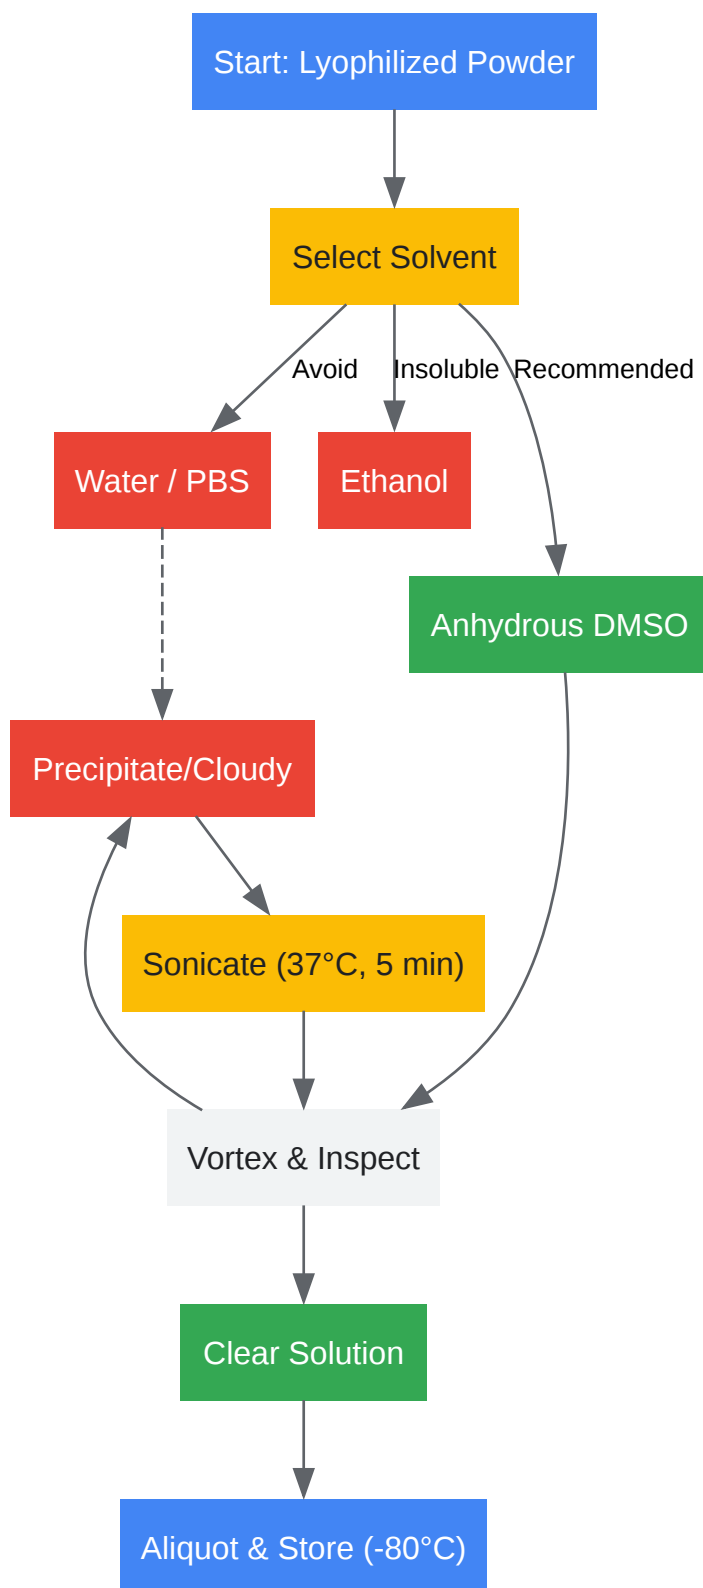 Start: Lyophilized Powder
Select Solvent
Avoid
Insoluble
Recommended
Water / PBS
Ethanol
Anhydrous DMSO
Precipitate/Cloudy
Sonicate (37°C, 5 min)
Vortex & Inspect
Clear Solution
Aliquot & Store (-80°C)